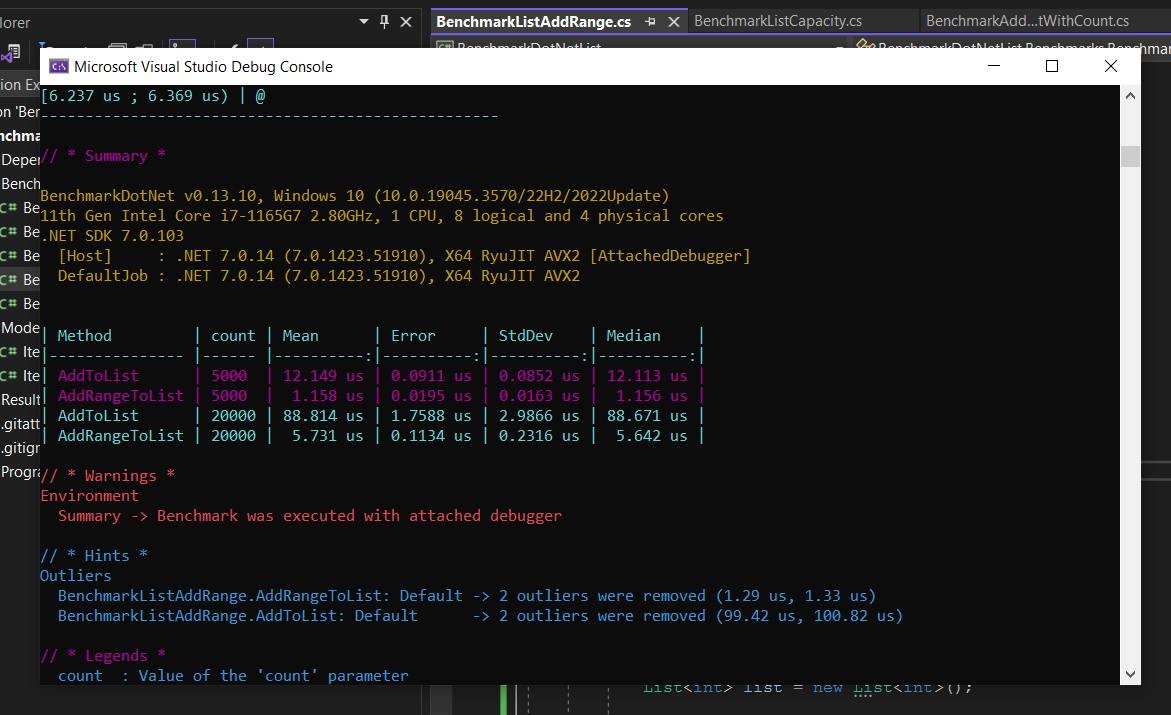 lorer
BenchmarkListAddRange.cs
BenchmarkListCapacity.cs
BenchmarkAdd...tWithCount.cs
BenchmarkDotNetList
BenchmarkDotNetList.Benchmarks.Benchmar
Microsoft Visual Studio Debug Console
ion Ex
on 'Ben
nchma
Deper
Bench
C# Be
C# Be
C# Be
C# Be
C# Be
Mode
C# Ite
C# Ite
Result
.gitatt
.gitign
Progra
[6.237 us ; 6.369 us) | @
---------------------------------------------------
// * Summary *
BenchmarkDotNet v0.13.10, Windows 10 (10.0.19045.3570/22H2/2022Update)
11th Gen Intel Core i7-1165G7 2.80GHz, 1 CPU, 8 logical and 4 physical cores
.NET SDK 7.0.103
[Host]     : .NET 7.0.14 (7.0.1423.51910), X64 RyuJIT AVX2 [AttachedDebugger]
DefaultJob : .NET 7.0.14 (7.0.1423.51910), X64 RyuJIT AVX2
| Method         | count | Mean      | Error     | StdDev    | Median    |
|--------------- |------ |----------:|----------:|----------:|----------:|
| AddToList      | 5000  | 12.149 us | 0.0911 us | 0.0852 us | 12.113 us |
| AddRangeToList | 5000  |  1.158 us | 0.0195 us | 0.0163 us |  1.156 us |
| AddToList      | 20000 | 88.814 us | 1.7588 us | 2.9866 us | 88.671 us |
| AddRangeToList | 20000 |  5.731 us | 0.1134 us | 0.2316 us |  5.642 us |
// * Warnings *
Environment
Summary -> Benchmark was executed with attached debugger
// * Hints *
Outliers
BenchmarkListAddRange.AddRangeToList: Default -> 2 outliers were removed (1.29 us, 1.33 us)
BenchmarkListAddRange.AddToList: Default      -> 2 outliers were removed (99.42 us, 100.82 us)
// * Legends *
count  : Value of the 'count' parameter
List<int> list = new List<int>();